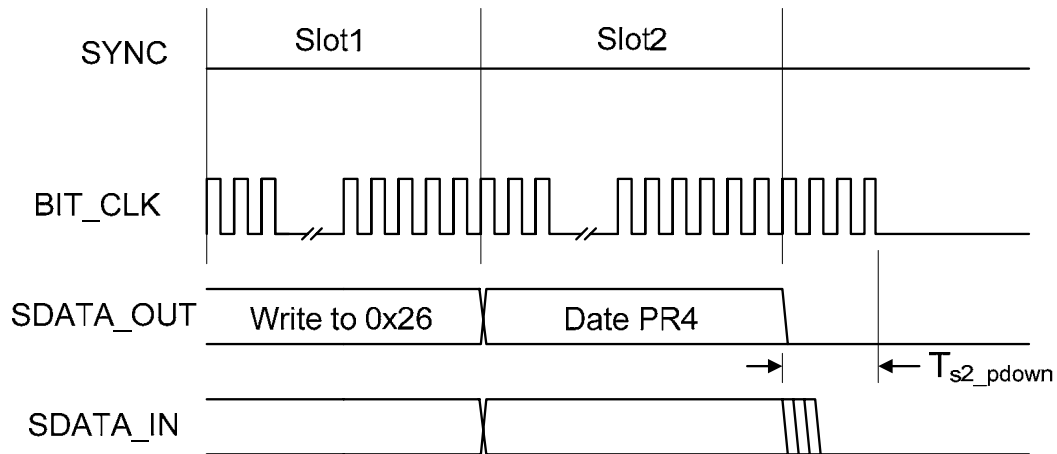 Slot1 Slot2
SYNC
BIT_CLK
SDATA_OUT Write to 0x26 Date PR4
Ts2_pdown
SDATA_IN